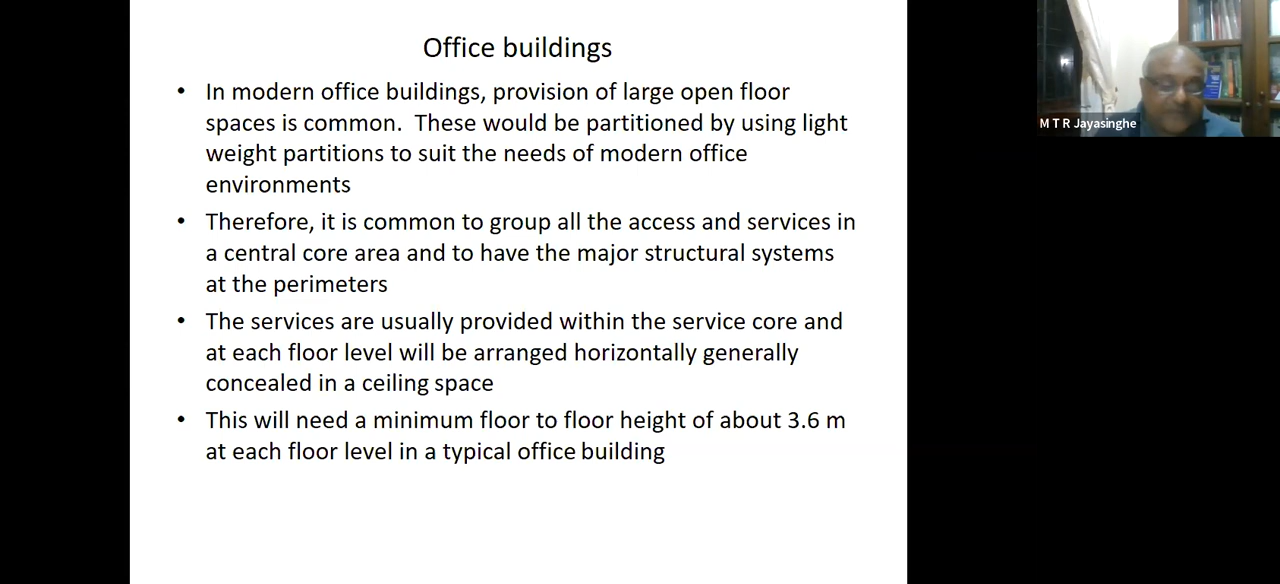 Office buildings
• In modern office buildings, provision of large open floor
spaces is common.  These would be partitioned by using light
weight partitions to suit the needs of modern office
environments
• Therefore, it is common to group all the access and services in
a central core area and to have the major structural systems
at the perimeters
• The services are usually provided within the service core and
at each floor level will be arranged horizontally generally
concealed in a ceiling space
• This will need a minimum floor to floor height of about 3.6 m
at each floor level in a typical office building
M T R Jayasinghe